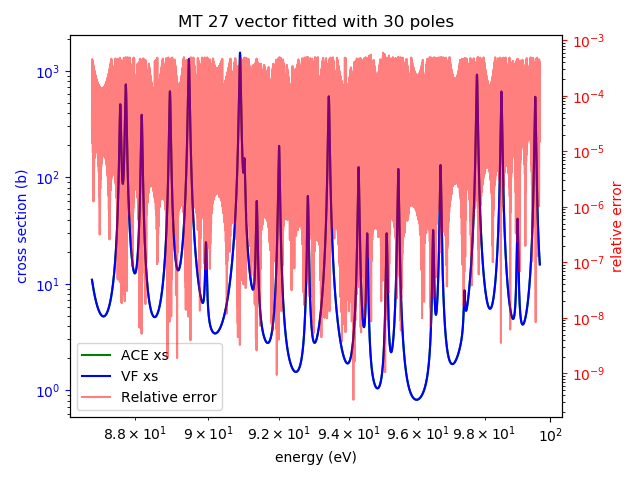 MT 27 vector fitted with 30 poles
10³
10²
10¹
10⁰
cross section (b)
10⁻³
10⁻⁴
10⁻⁵
10⁻⁶
10⁻⁷
10⁻⁸
10⁻⁹
relative error
ACE xs
VF xs
Relative error
8.8 × 10¹ 9 × 10¹ 9.2 × 10¹ 9.4 × 10¹ 9.6 × 10¹ 9.8 × 10¹ 10²
energy (eV)